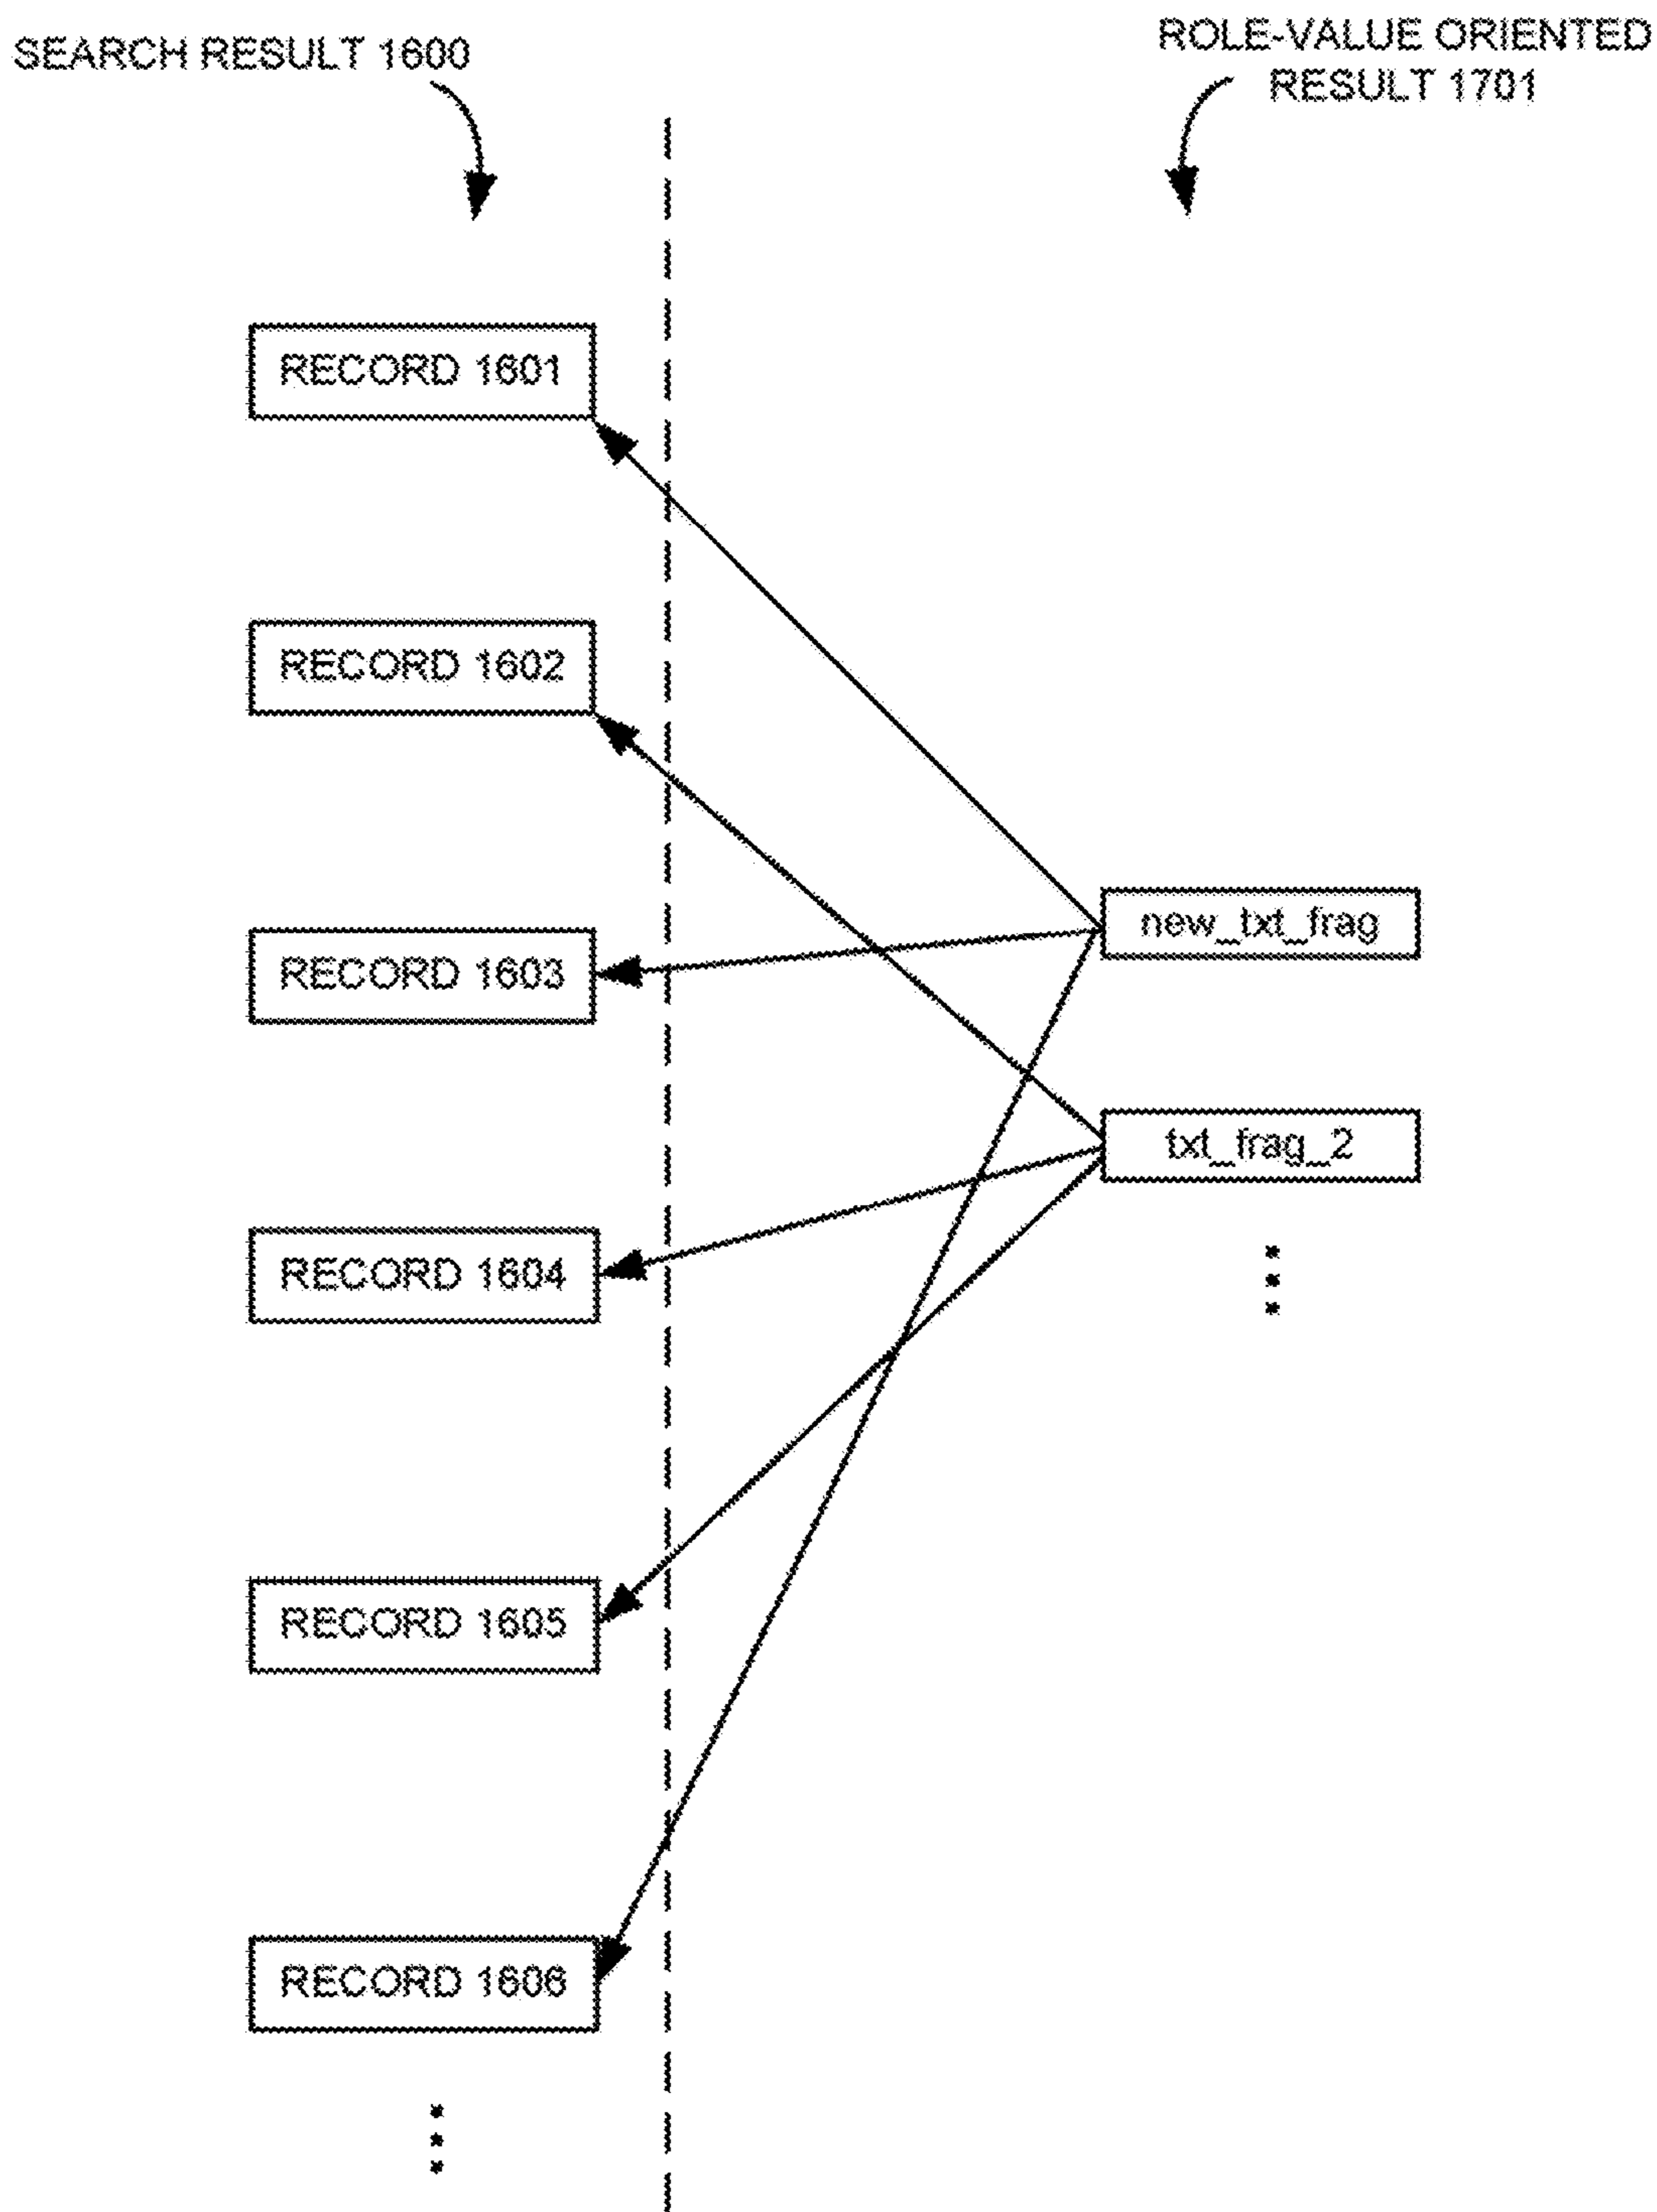 SEARCH RESULT 1600
ROLE-VALUE ORIENTED
RESULT 1701
RECORD 1601
RECORD 1602
new_txt_frag
RECORD 1603
txt_frag_2
RECORD 1604
RECORD 1605
RECORD 1606